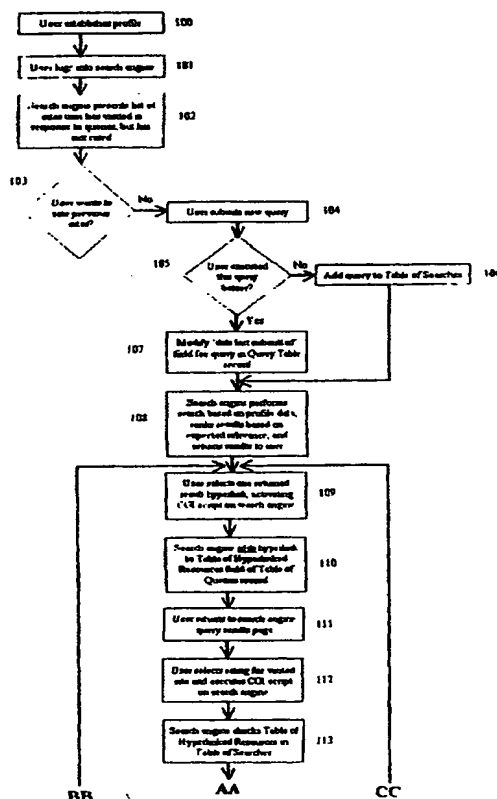 User establishes profile
100
User logs into search engine
101
Search engine presents list of
sites user has visited in
response to queries, but has
not rated
102
103
User wants to
rate previous
sites?
No
User submits new query
104
105
User executed
this query
before?
No
Add query to Table of Searches
106
Yes
107
Modify "date last submitted"
field for query in Query Table
record
108
Search engine performs
search based on profile data,
ranks results based on
expected relevance, and
returns results to user
User selects one returned
result hyperlink, activating
CGI script on search engine
109
Search engine adds hyperlink
to Table of Hyperlinked
Resources field of Table of
Queries record
110
User returns to search engine
query results page
111
User selects rating for visited
site and executes CGI script
on search engine
112
Search engine checks Table of
Hyperlinked Resources in
Table of Searches
113
BB
AA
CC